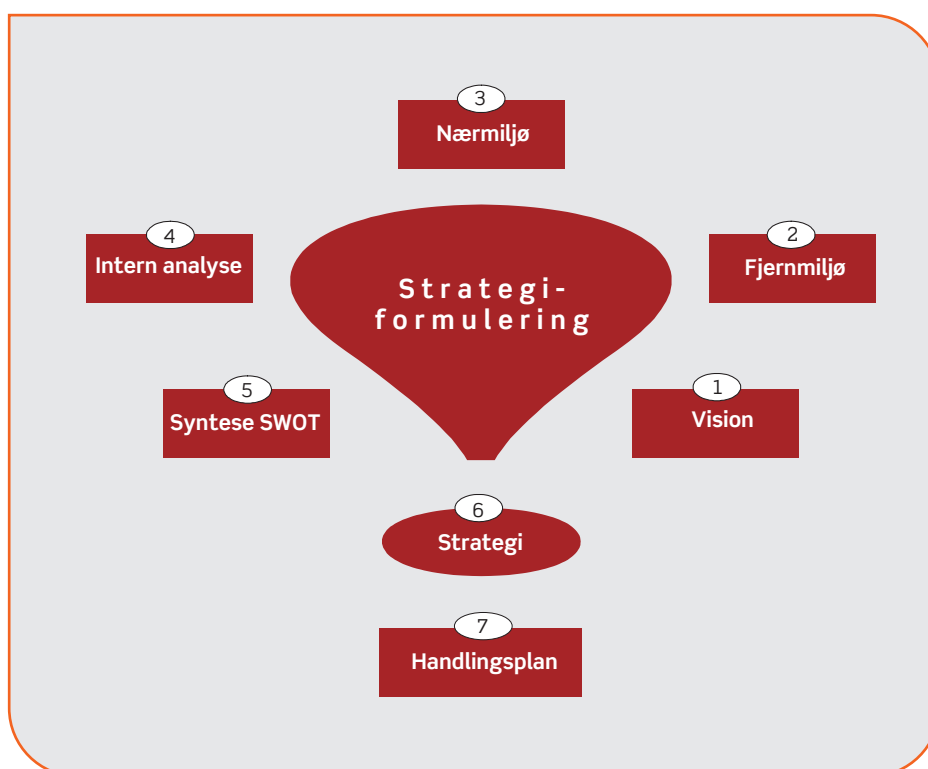 3
Nærmiljø
4
Intern analyse
2
Fjernmiljø
Strategi-
formulering
5
Syntese SWOT
1
Vision
6
Strategi
7
Handlingsplan